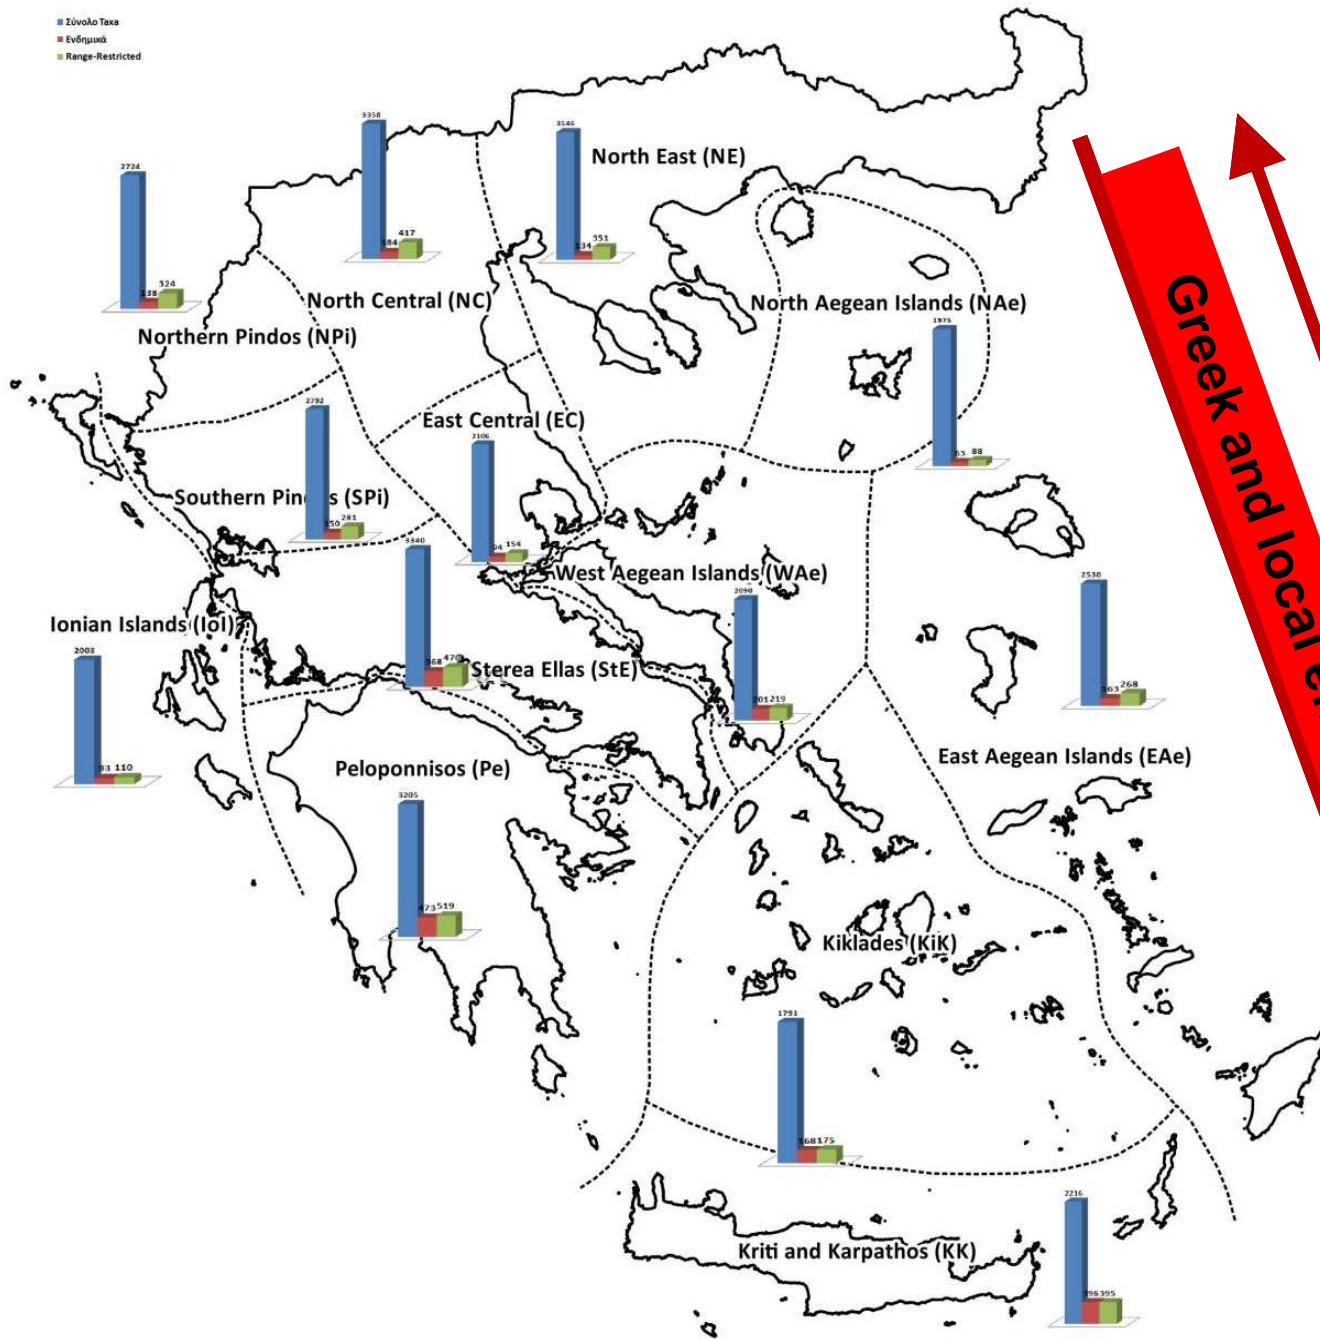 Σύνολο Taxa
Ενδημικά
Range-Restricted
3358
417
184
North Central (NC)
3546
351
134
North East (NE)
2724
324
138
Northern Pindos (NPi)
North Aegean Islands (NAe)
1975
88
63
2792
281
150
Southern Pindos (SPi)
East Central (EC)
2106
154
94
3340
470
368
Sterea Ellas (StE)
West Aegean Islands (WAe)
2090
219
201
2530
268
163
East Aegean Islands (EAe)
Ionian Islands (IoI)
2003
110
93
Peloponnisos (Pe)
3205
519
473
Kiklades (KiK)
1791
175
168
2216
395
396
Kriti and Karpathos (KK)
Greek and local